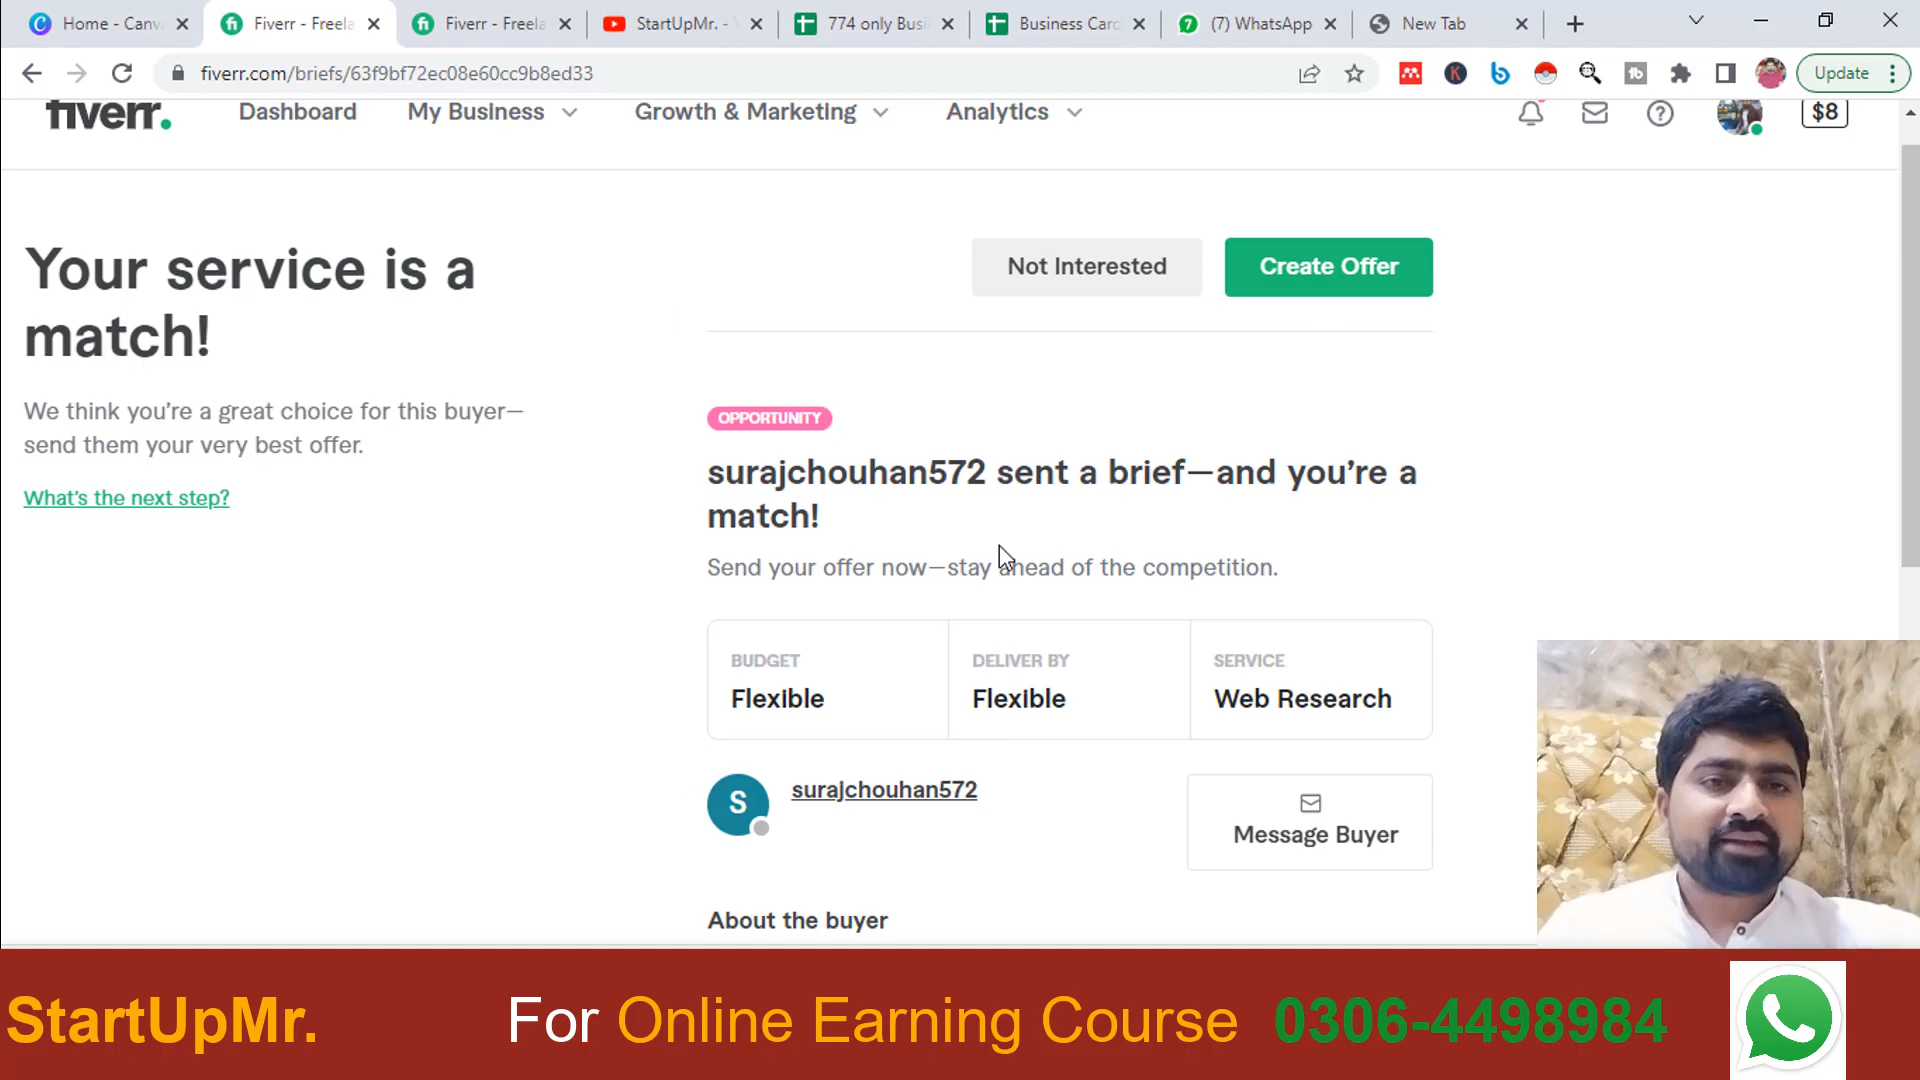 Home - Canv
Fiverr - Freela
Fiverr - Freela
StartUpMr. -
774 only Busi
Business Card
(7) WhatsApp
New Tab
fiverr.com/briefs/63f9bf72ec08e60cc9b8ed33
Update
fiverr.
Dashboard
My Business
Growth & Marketing
Analytics
$8
Your service is a
match!
We think you're a great choice for this buyer—
send them your very best offer.
What's the next step?
Not Interested
Create Offer
OPPORTUNITY
surajchouhan572 sent a brief—and you're a
match!
Send your offer now—stay ahead of the competition.
BUDGET
Flexible
DELIVER BY
Flexible
SERVICE
Web Research
S
surajchouhan572
Message Buyer
About the buyer
StartUpMr.
For Online Earning Course 0306-4498984